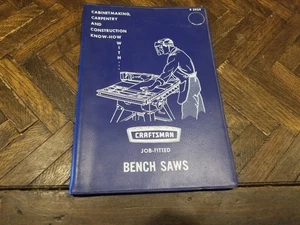 CABINETMAKING,
CARPENTRY
AND
CONSTRUCTION
KNOW-HOW
WITH...
CRAFTSMAN
JOB-FITTED
BENCH SAWS